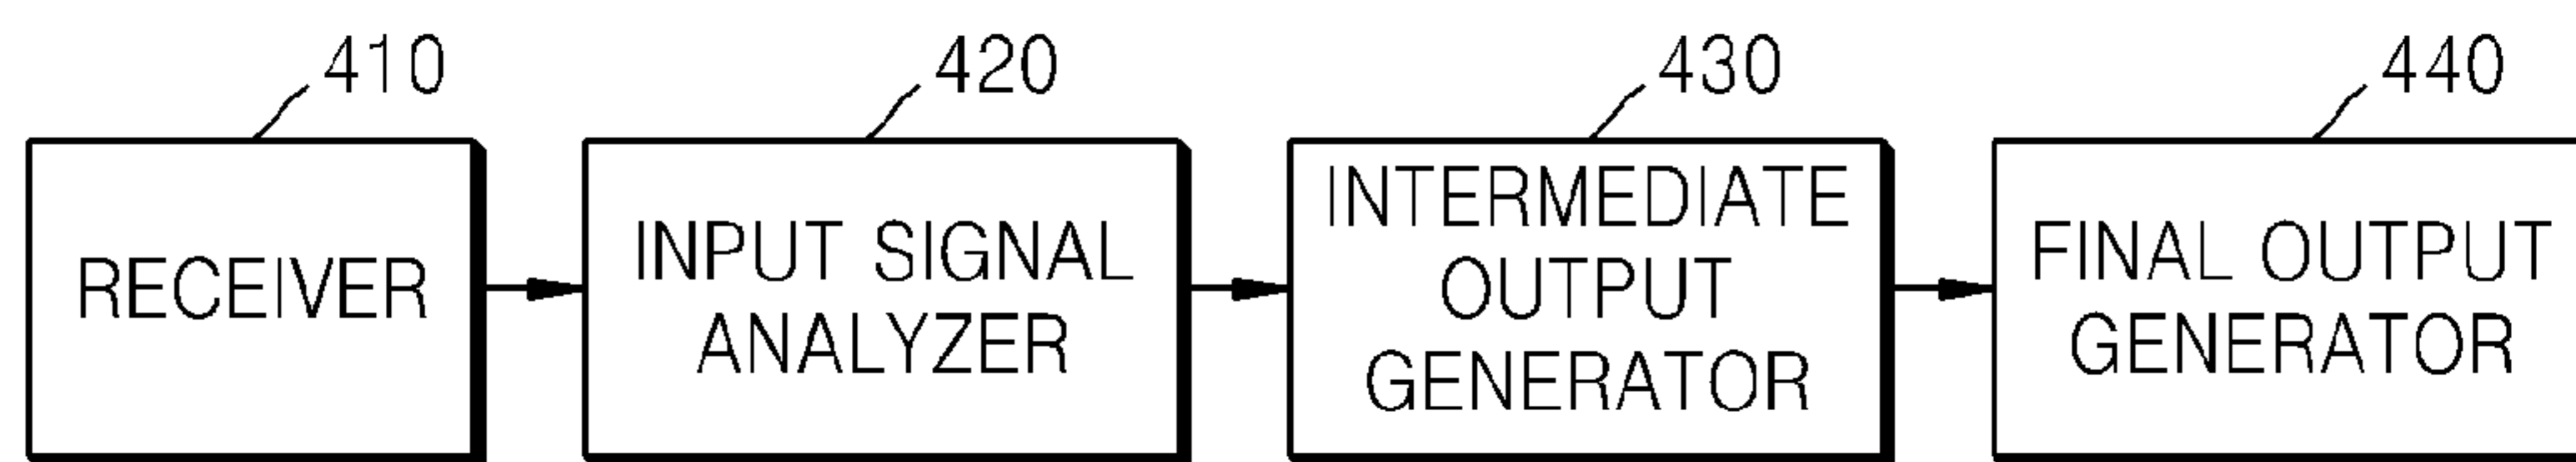 410
420
430
440
RECEIVER
INPUT SIGNAL
ANALYZER
INTERMEDIATE
OUTPUT
GENERATOR
FINAL OUTPUT
GENERATOR